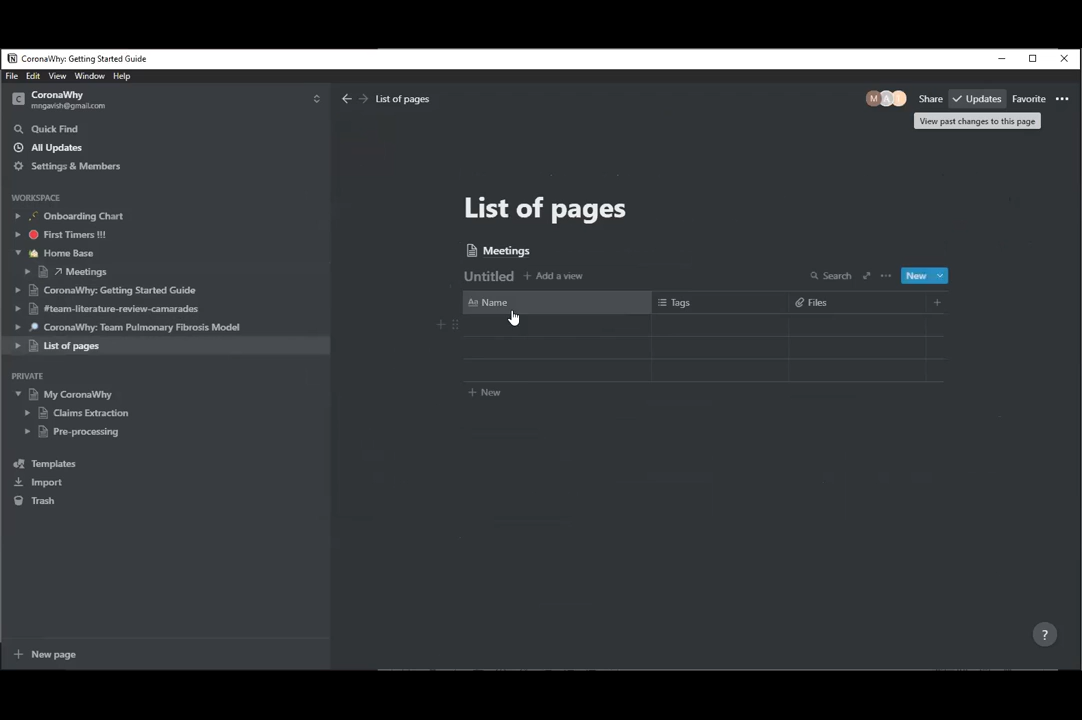 CoronaWhy: Getting Started Guide
File Edit View Window Help
CoronaWhy
mngavish@gmail.com
List of pages
Share
Updates
Favorite
View past changes to this page
Quick Find
All Updates
Settings & Members
WORKSPACE
Onboarding Chart
First Timers !!!
Home Base
Meetings
CoronaWhy: Getting Started Guide
#team-literature-review-camarades
CoronaWhy: Team Pulmonary Fibrosis Model
List of pages
PRIVATE
My CoronaWhy
Claims Extraction
Pre-processing
Templates
Import
Trash
New page
List of pages
Meetings
Untitled + Add a view
Search
New
Aa Name
Tags
Files
+ New
?